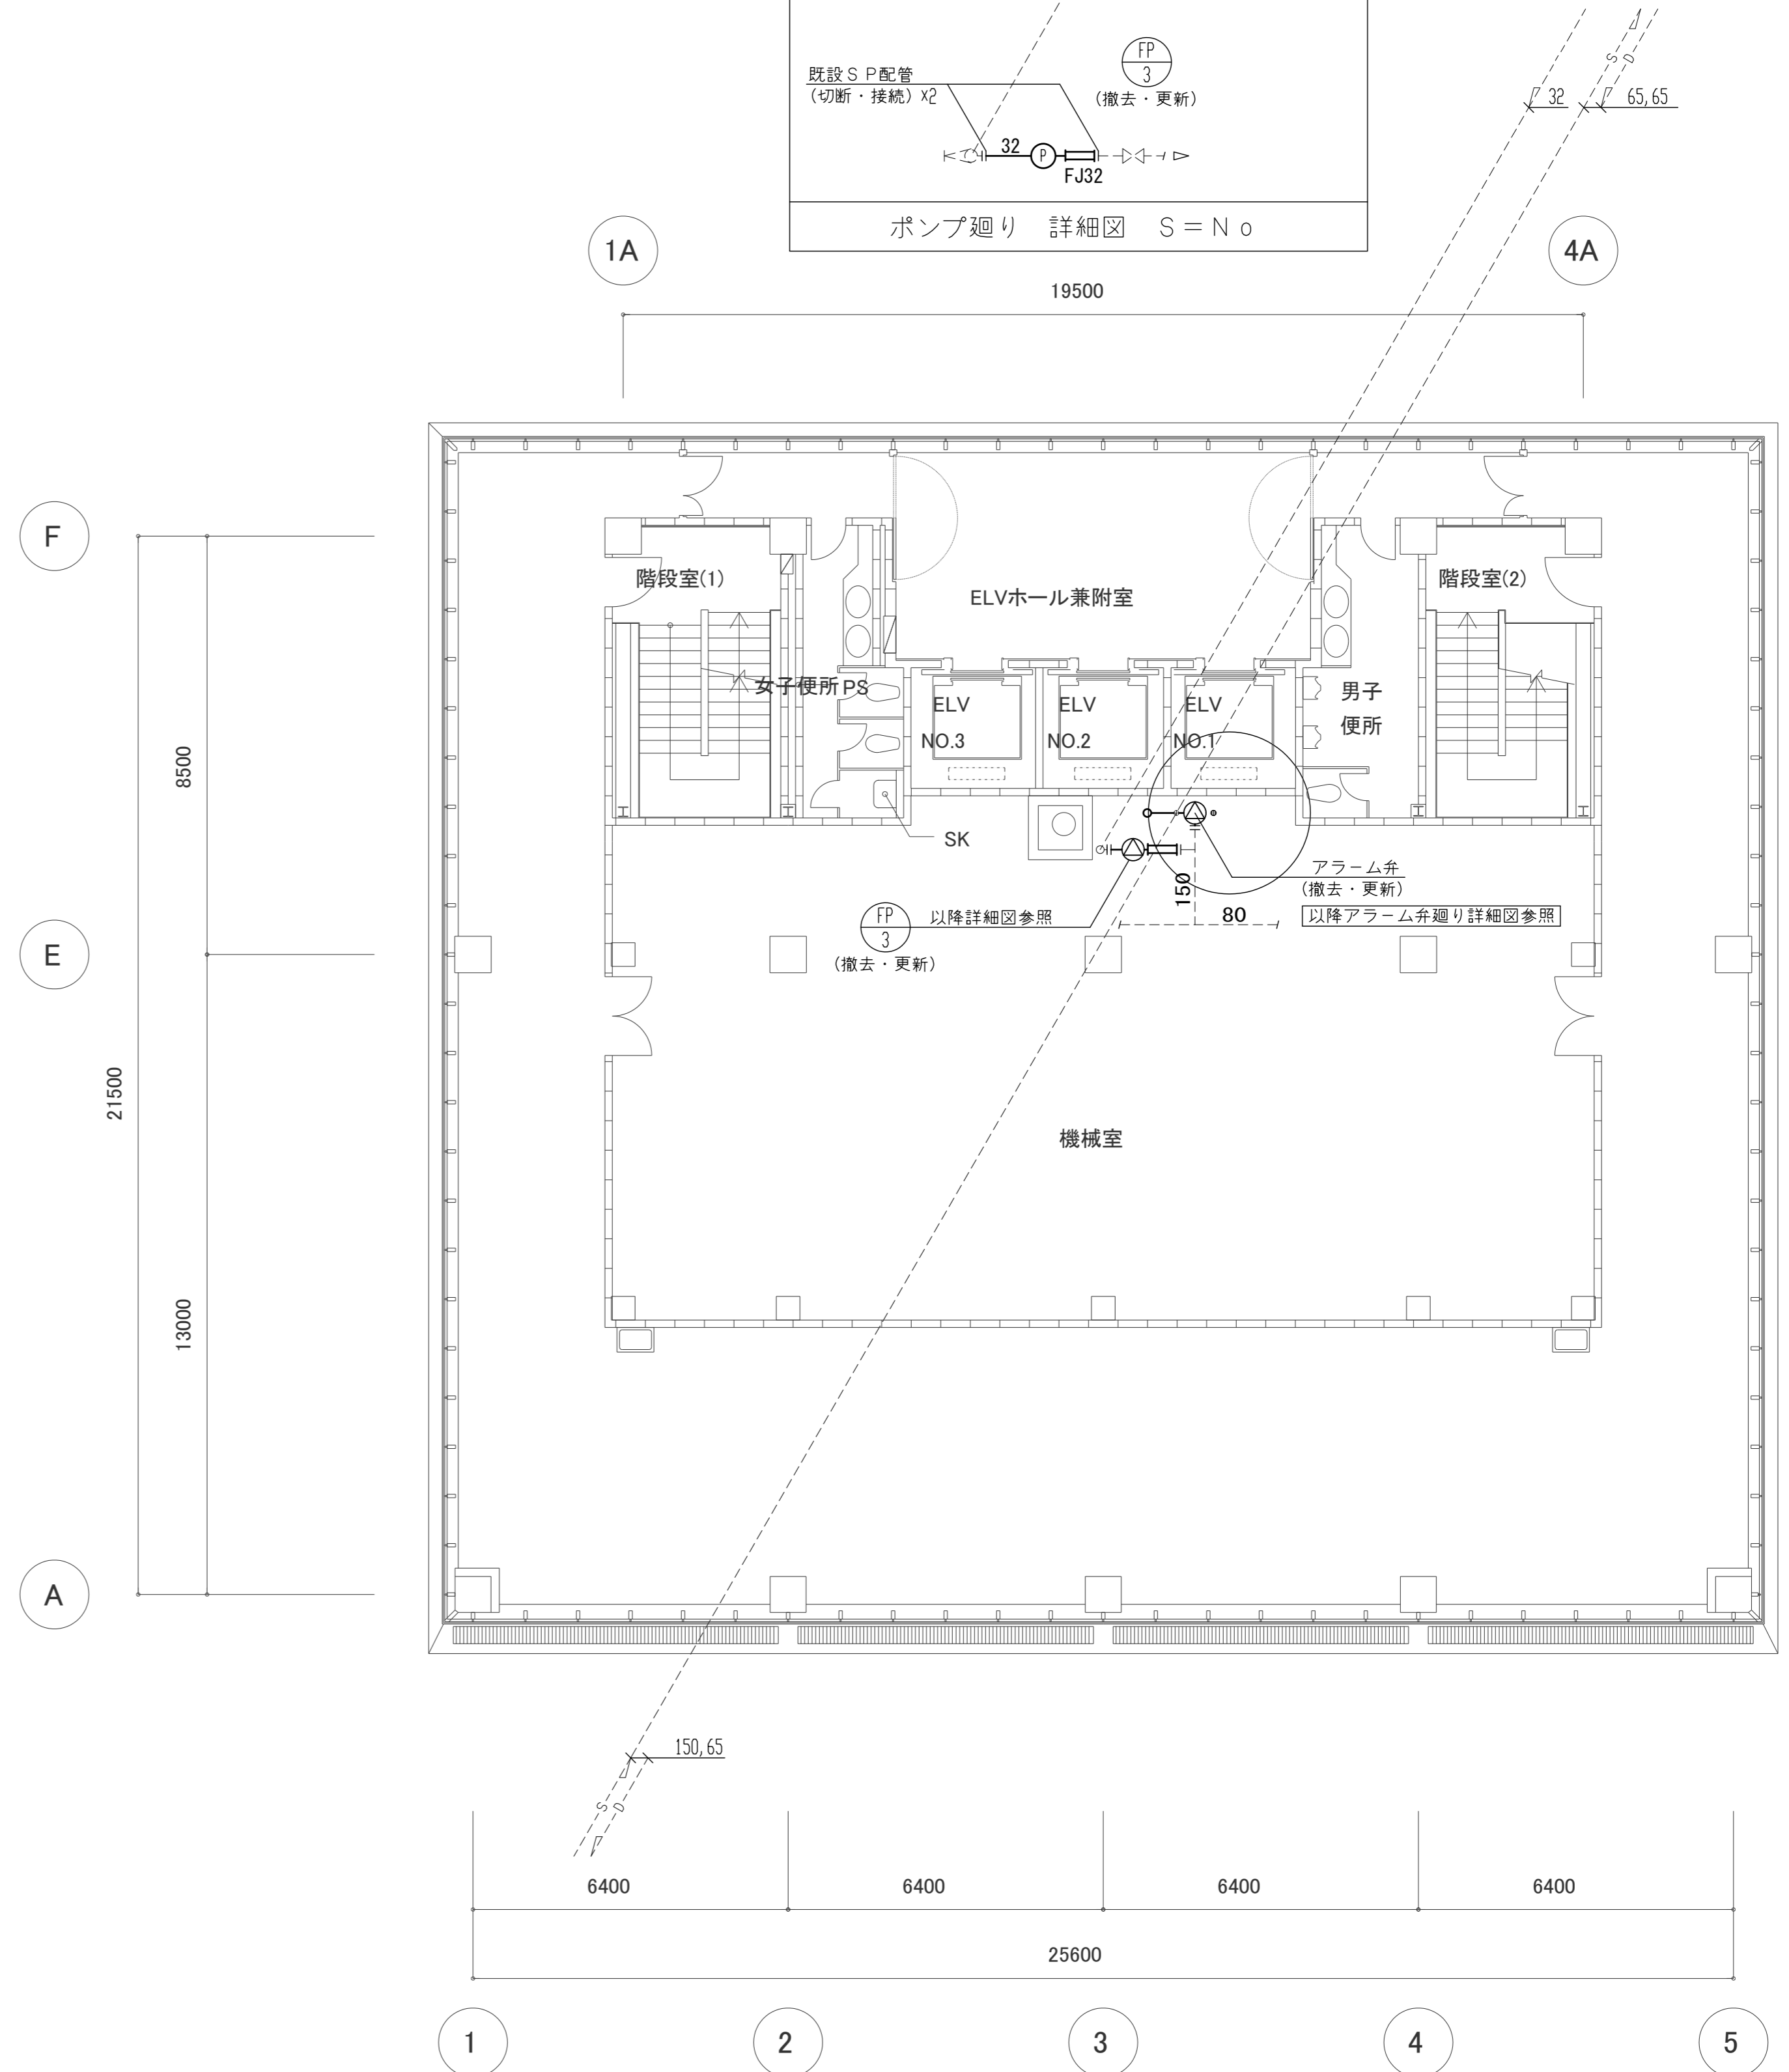 FP
3
(撤去・更新)
既設SP配管
(切断・接続)X2
32
P
FJ32
ポンプ廻り 詳細図 S=No
S
D
32
65,65
1A
4A
19500
F
階段室(1)
ELVホール兼附室
階段室(2)
女子便所
PS
ELV
NO.3
ELV
NO.2
ELV
NO.1
男子
便所
8500
SK
アラーム弁
(撤去・更新)
以降アラーム弁廻り詳細図参照
150
80
FP
3
以降詳細図参照
(撤去・更新)
E
21500
機械室
13000
A
150,65
S
D
6400
6400
6400
6400
25600
1
2
3
4
5